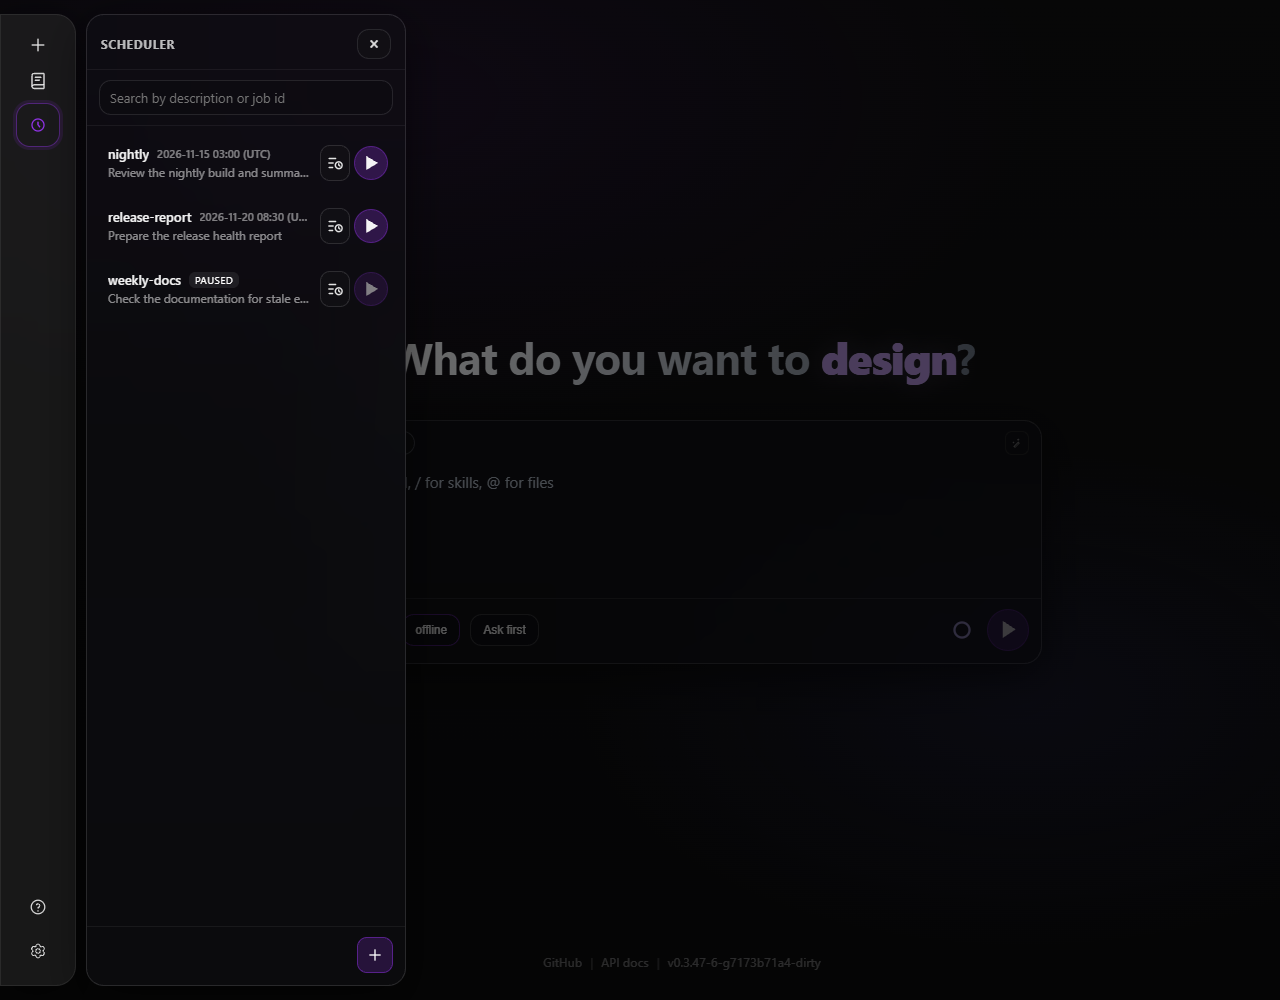 SCHEDULER
Search by description or job id
nightly 2026-11-15 03:00 (UTC)
Review the nightly build and summa...
release-report 2026-11-20 08:30 (U...
Prepare the release health report
weekly-docs PAUSED
Check the documentation for stale e...
What do you want to design?
, / for skills, @ for files
offline Ask first
GitHub | API docs | v0.3.47-6-g7173b71a4-dirty